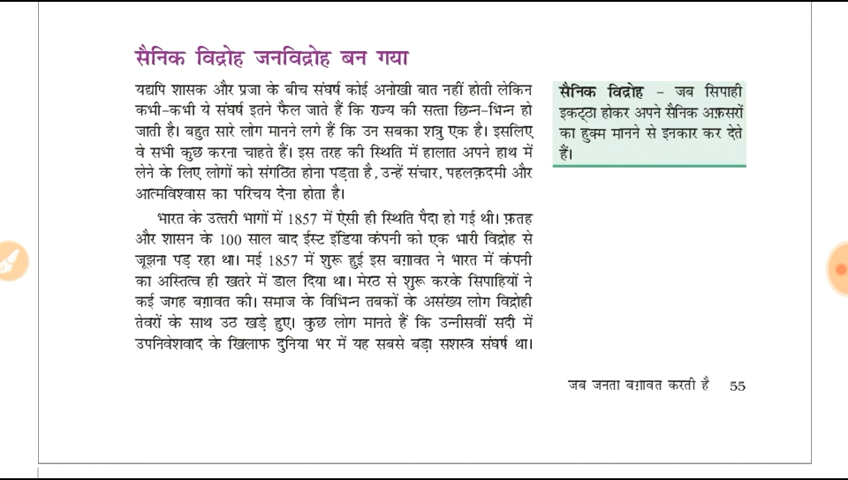 सैनिक विद्रोह जनविद्रोह बन गया
यद्यपि शासक और प्रजा के बीच संघर्ष कोई अनोखी बात नहीं होती लेकिन
कभी-कभी ये संघर्ष इतने फैल जाते हैं कि राज्य की सत्ता छिन्न-भिन्न हो
जाती है। बहुत सारे लोग मानने लगे हैं कि उन सबका शत्रु एक है। इसलिए
वे सभी कुछ करना चाहते हैं। इस तरह की स्थिति में हालात अपने हाथ में
लेने के लिए लोगों को संगठित होना पड़ता है, उन्हें संचार, पहलक़दमी और
आत्मविश्वास का परिचय देना होता है।
भारत के उत्तरी भागों में 1857 में ऐसी ही स्थिति पैदा हो गई थी। फ़तह
और शासन के 100 साल बाद ईस्ट इंडिया कंपनी को एक भारी विद्रोह से
जूझना पड़ रहा था। मई 1857 में शुरू हुई इस बग़ावत ने भारत में कंपनी
का अस्तित्व ही खतरे में डाल दिया था। मेरठ से शुरू करके सिपाहियों ने
कई जगह बग़ावत की। समाज के विभिन्न तबकों के असंख्य लोग विद्रोही
तेवरों के साथ उठ खड़े हुए। कुछ लोग मानते हैं कि उन्नीसवीं सदी में
उपनिवेशवाद के खिलाफ दुनिया भर में यह सबसे बड़ा सशस्त्र संघर्ष था।
सैनिक विद्रोह – जब सिपाही
इकट्ठा होकर अपने सैनिक अफ़सरों
का हुक्म मानने से इनकार कर देते
हैं।
जब जनता बग़ावत करती है 55